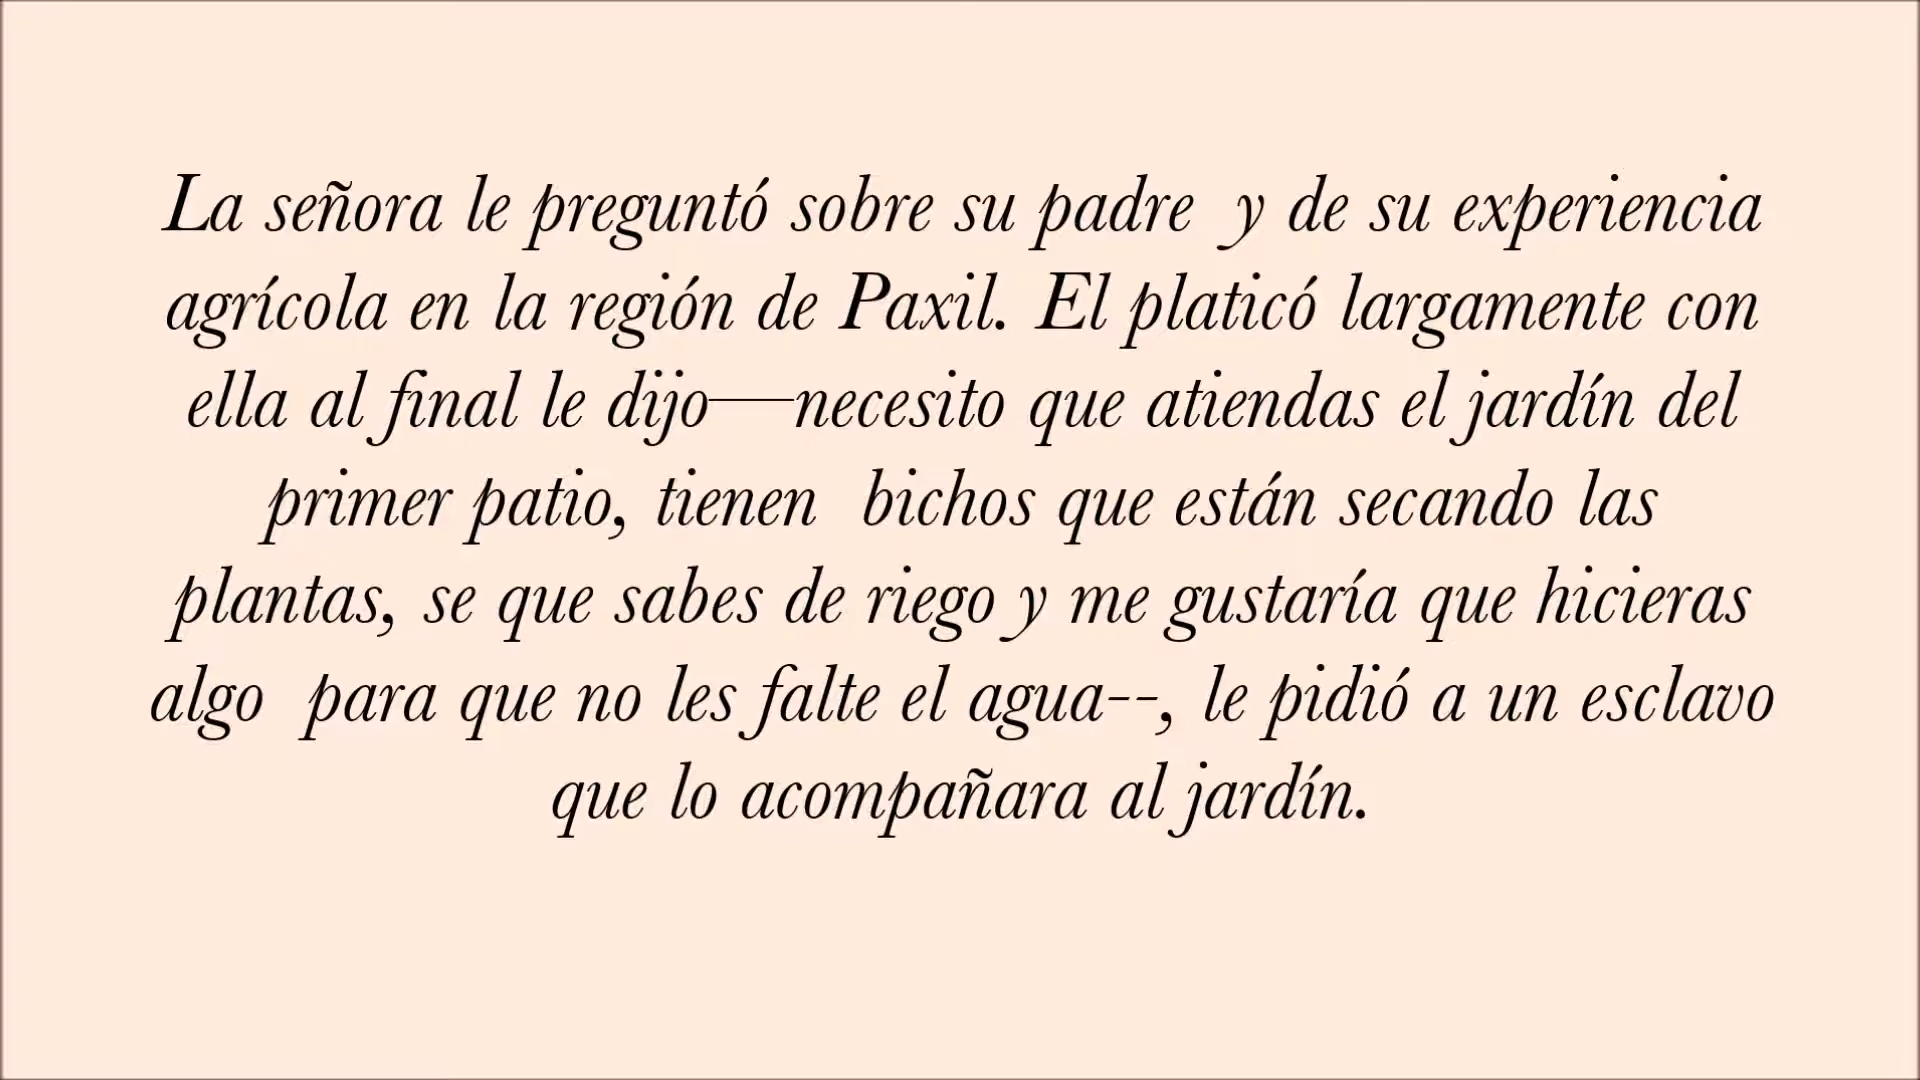 La señora le preguntó sobre su padre  y de su experiencia
agrícola en la región de Paxil. El platicó largamente con
ella al final le dijo—necesito que atiendas el jardín del
primer patio, tienen  bichos que están secando las
plantas, se que sabes de riego y me gustaría que hicieras
algo  para que no les falte el agua--, le pidió a un esclavo
que lo acompañara al jardín.